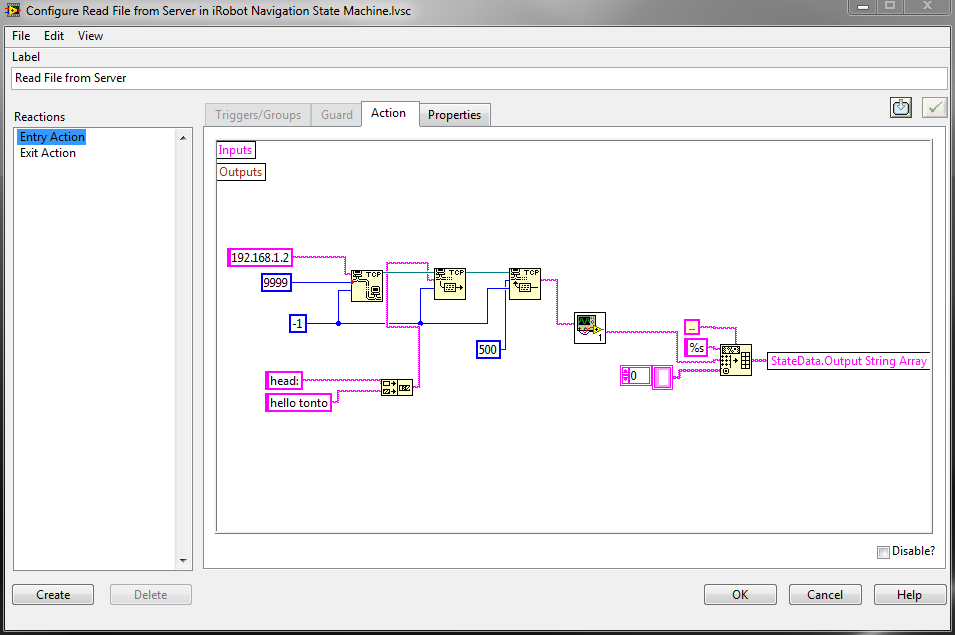 Configure Read File from Server in iRobot Navigation State Machine.lvsc
File Edit View
Label
Read File from Server
Reactions
Triggers/Groups Guard Action Properties
Entry Action
Exit Action
Inputs
Outputs
192.168.1.2
TCP TCP TCP
9999
-1
500
1
_
%s
0
StateData.Output String Array
head:
hello tonto
Disable?
Create Delete OK Cancel Help